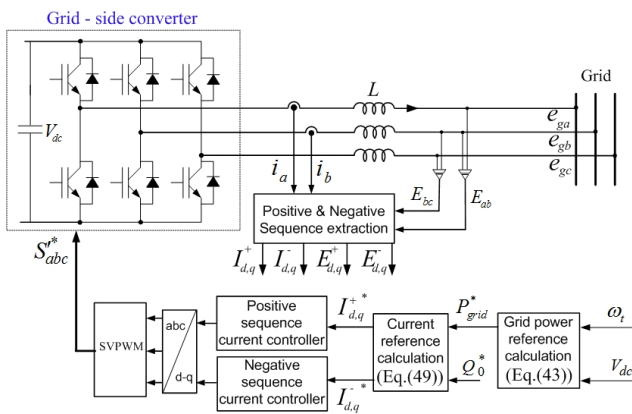 Grid - side converter
V_dc
L
Grid
e_ga
e_gb
e_gc
i_a
i_b
E_bc
E_ab
Positive & Negative
Sequence extraction
I^+_d,q
I^-_d,q
E^+_d,q
E^-_d,q
S'^*_abc
SVPWM
abc
d-q
Positive
sequence
current controller
I^+*_d,q
Negative
sequence
current controller
I^-*_d,q
Current
reference
calculation
(Eq.(49))
P^*_grid
Q^*_0
Grid power
reference
calculation
(Eq.(43))
ω_t
V_dc